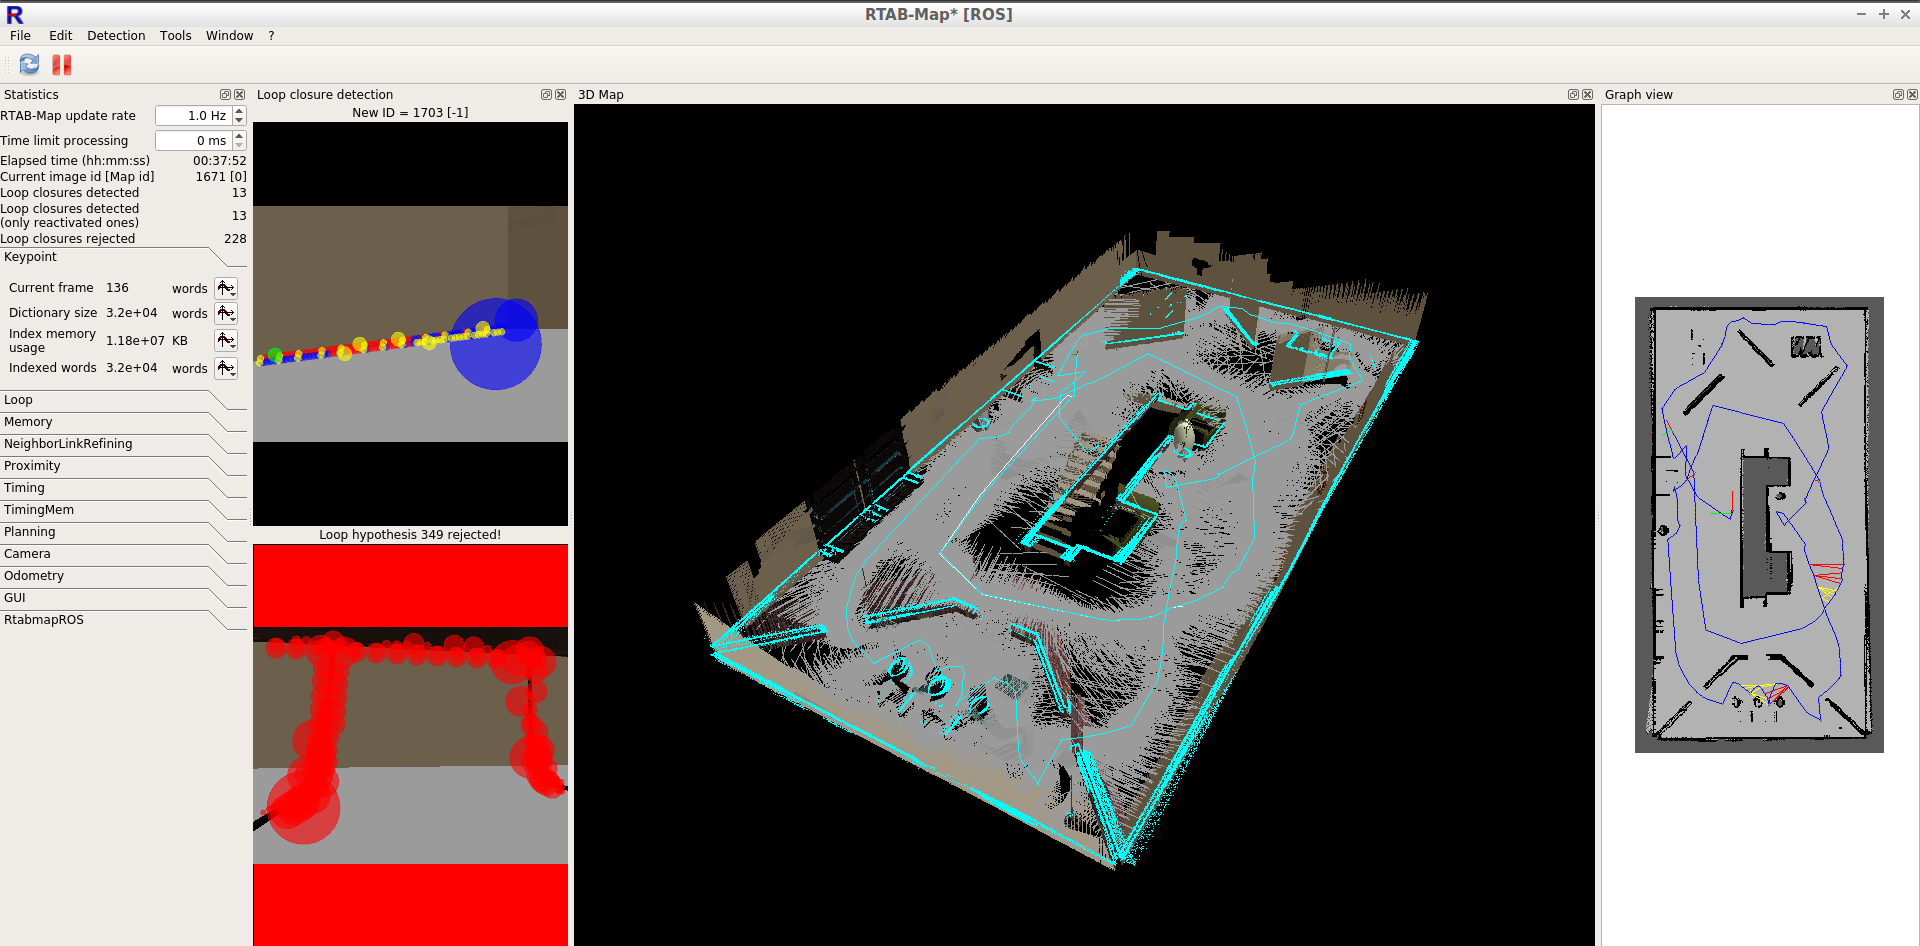 RTAB-Map* [ROS]
File Edit Detection Tools Window ?
Statistics
RTAB-Map update rate 1.0 Hz
Time limit processing 0 ms
Elapsed time (hh:mm:ss) 00:37:52
Current image id [Map id] 1671 [0]
Loop closures detected 13
Loop closures detected
(only reactivated ones) 13
Loop closures rejected 228
Keypoint
Current frame 136 words
Dictionary size 3.2e+04 words
Index memory
usage 1.18e+07 KB
Indexed words 3.2e+04 words
Loop
Memory
NeighborLinkRefining
Proximity
Timing
TimingMem
Planning
Camera
Odometry
GUI
RtabmapROS
Loop closure detection
New ID = 1703 [-1]
Loop hypothesis 349 rejected!
3D Map
Graph view